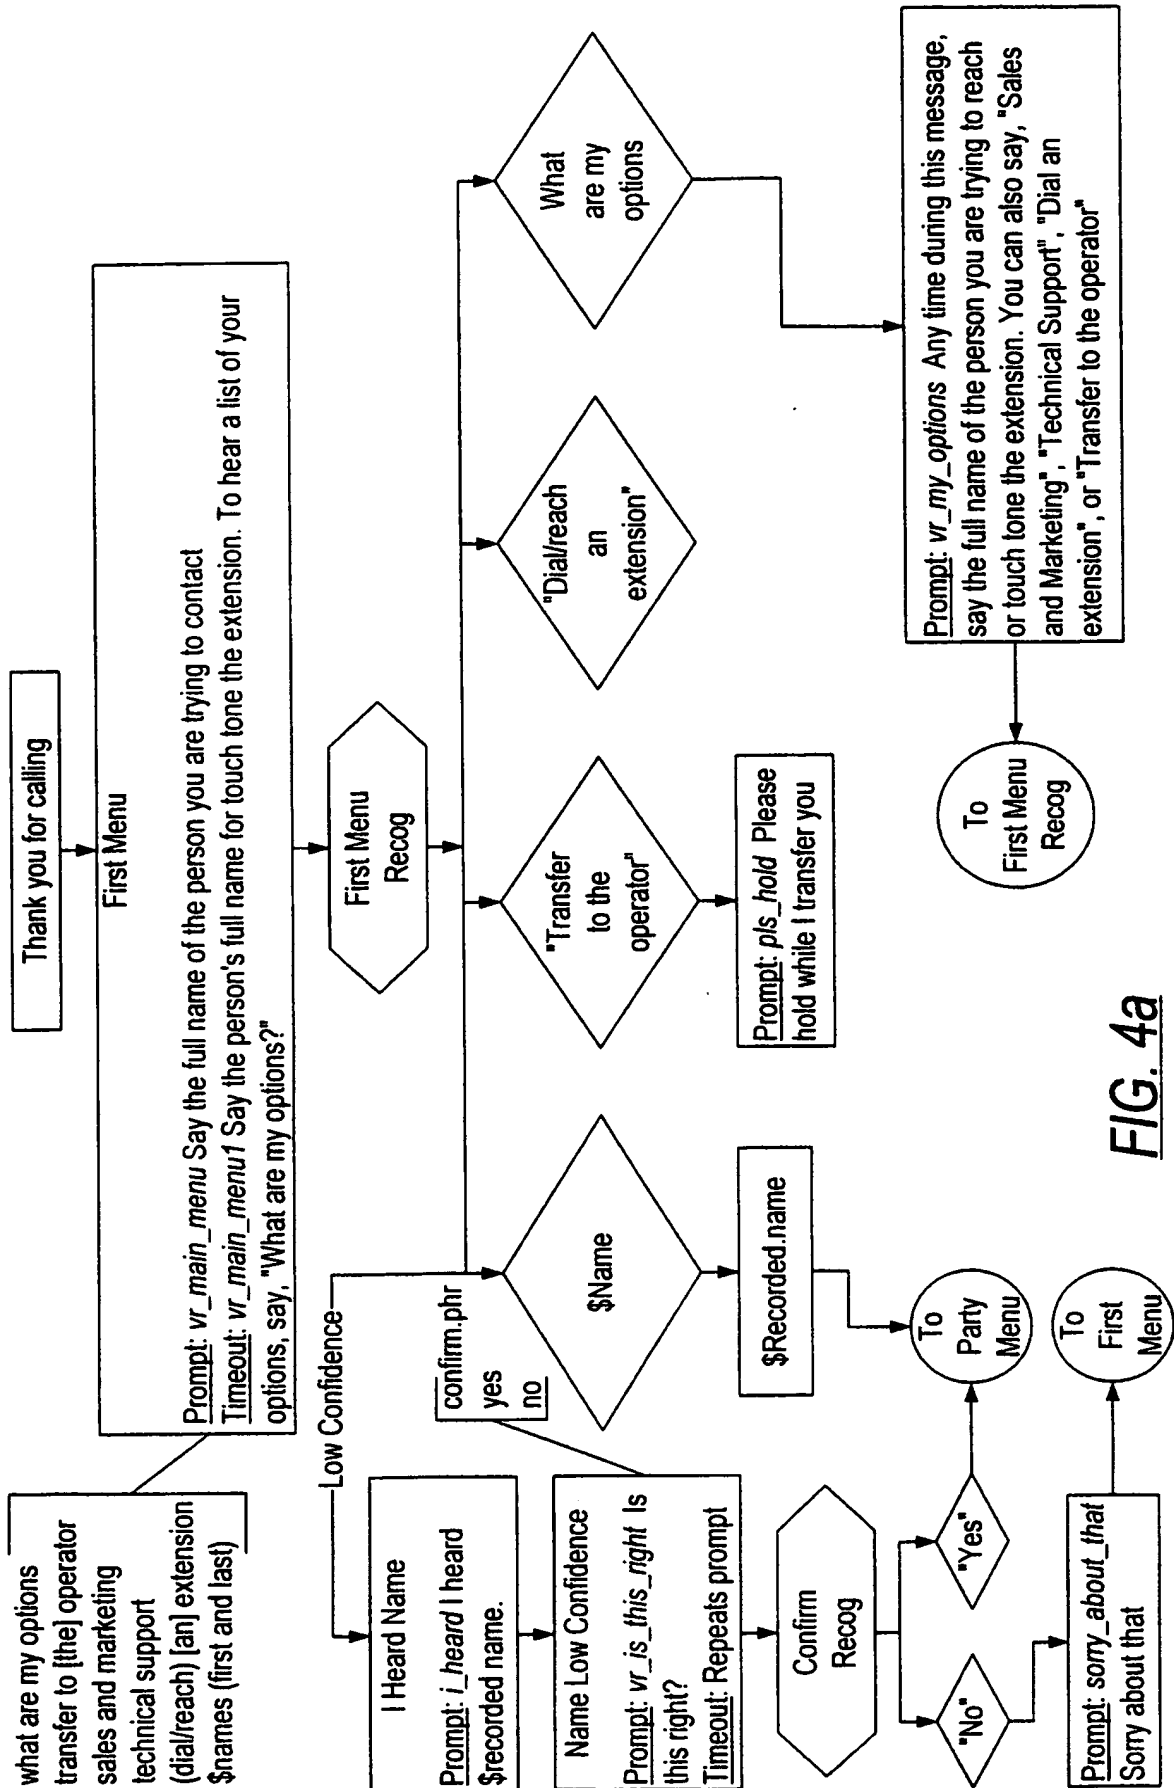 Thank you for calling
First Menu
Prompt: vr_main_menu Say the full name of the person you are trying to contact
Timeout: vr_main_menu1 Say the person's full name for touch tone the extension. To hear a list of your
options, say, "What are my options?"
what are my options
transfer to [the] operator
sales and marketing
technical support
(dial/reach) [an] extension
$names (first and last)
First Menu
Recog
Low Confidence
confirm.phr
yes
no
I Heard Name
Prompt: i_heard I heard
$recorded name.
Name Low Confidence
Prompt: vr_is_this_right Is
this right?
Timeout: Repeats prompt
Confirm
Recog
"No"
"Yes"
Prompt: sorry_about_that
Sorry about that
To
First
Menu
$Name
$Recorded.name
To
Party
Menu
"Transfer
to the
operator"
Prompt: pls_hold Please
hold while I transfer you
"Dial/reach
an
extension"
What
are my
options
Prompt: vr_my_options Any time during this message,
say the full name of the person you are trying to reach
or touch tone the extension. You can also say, "Sales
and Marketing", "Technical Support", "Dial an
extension", or "Transfer to the operator"
To
First Menu
Recog
FIG. 4a